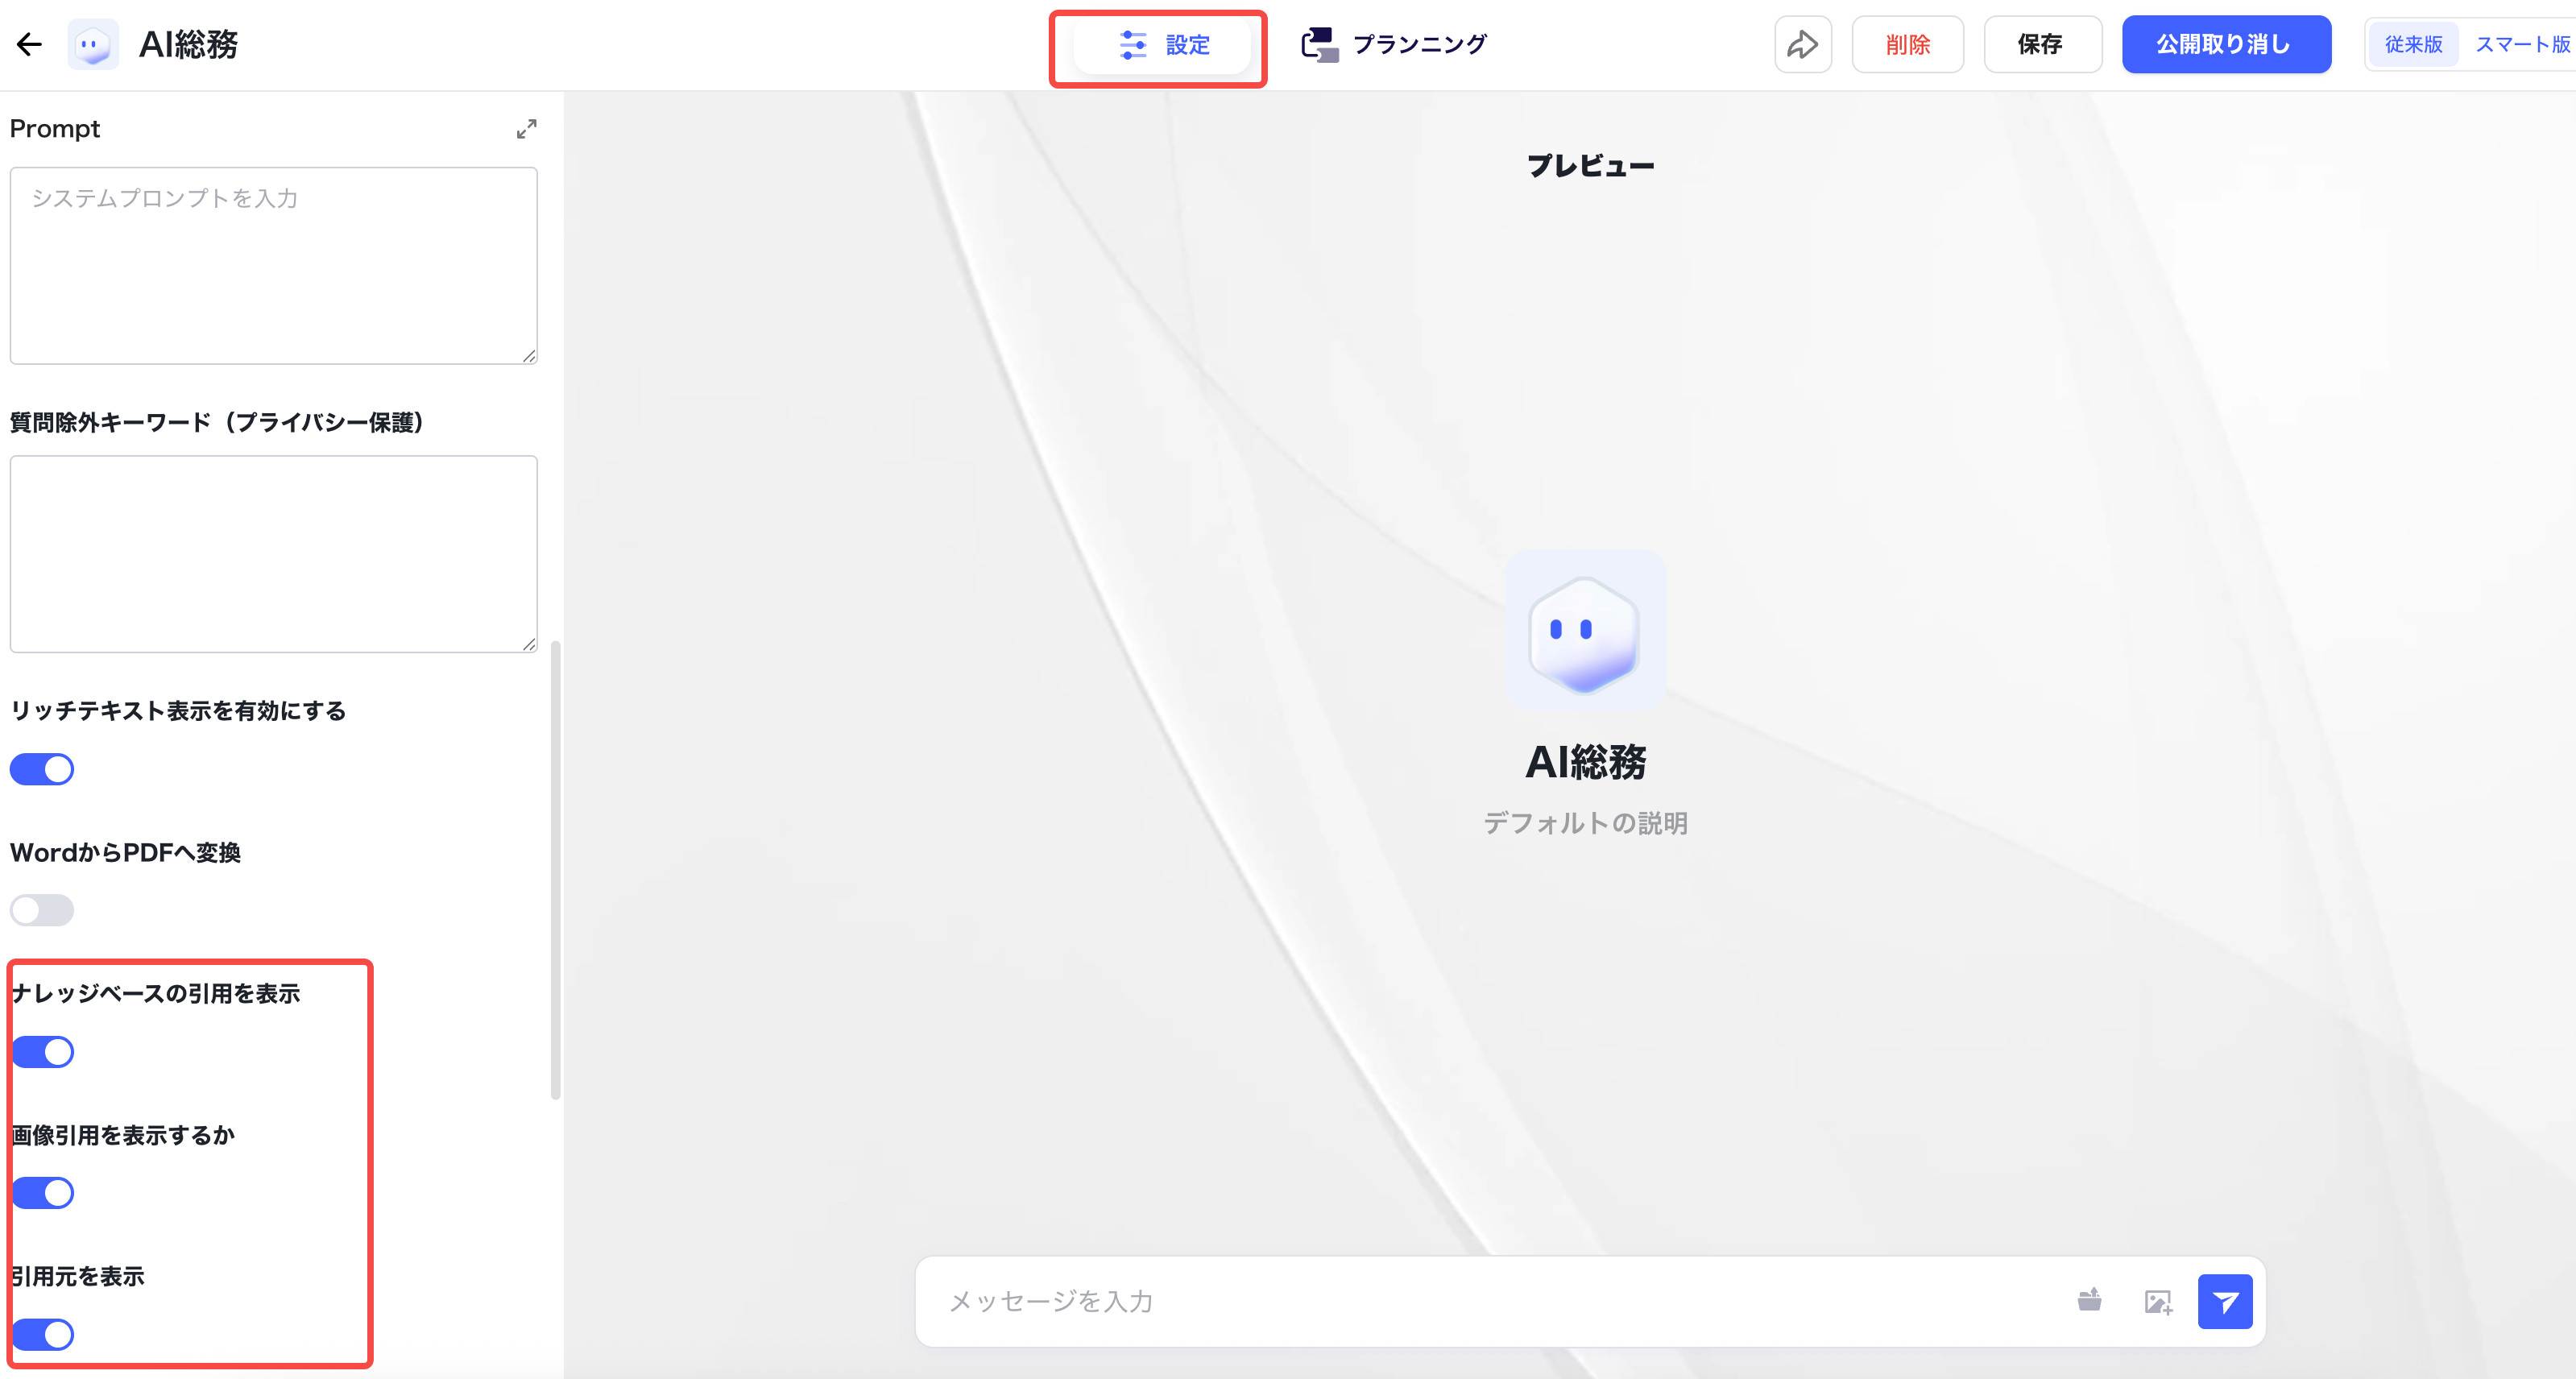 AI総務
設定
プランニング
削除
保存
公開取り消し
従来版
スマート版
Prompt
システムプロンプトを入力
質問除外キーワード（プライバシー保護）
リッチテキスト表示を有効にする
WordからPDFへ変換
ナレッジベースの引用を表示
画像引用を表示するか
引用元を表示
プレビュー
AI総務
デフォルトの説明
メッセージを入力